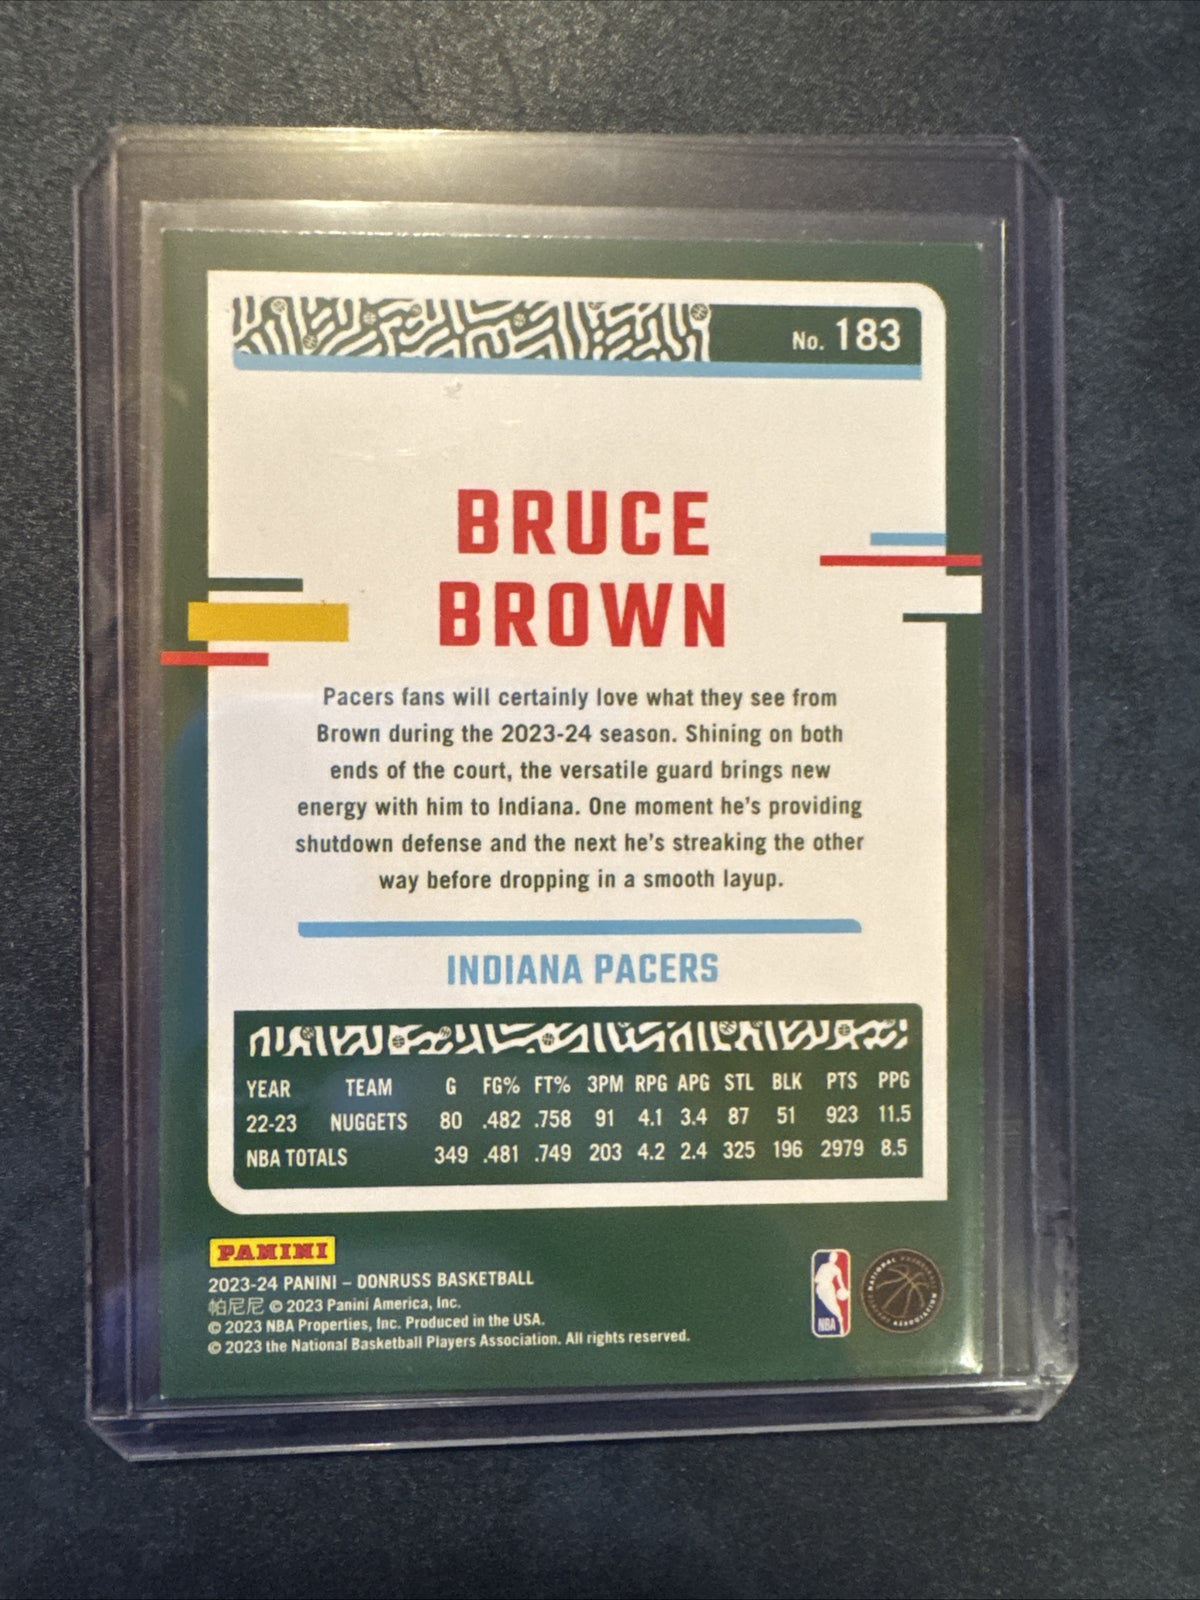 No. 183
BRUCE
BROWN
Pacers fans will certainly love what they see from
Brown during the 2023-24 season. Shining on both
ends of the court, the versatile guard brings new
energy with him to Indiana. One moment he's providing
shutdown defense and the next he's streaking the other
way before dropping in a smooth layup.
INDIANA PACERS
YEAR TEAM G FG% FT% 3PM RPG APG STL BLK PTS PPG
22-23 NUGGETS 80 .482 .758 91 4.1 3.4 87 51 923 11.5
NBA TOTALS 349 .481 .749 203 4.2 2.4 325 196 2979 8.5
PANINI
2023-24 PANINI – DONRUSS BASKETBALL
帕尼尼 © 2023 Panini America, Inc.
© 2023 NBA Properties, Inc. Produced in the USA.
© 2023 the National Basketball Players Association. All rights reserved.
NBA